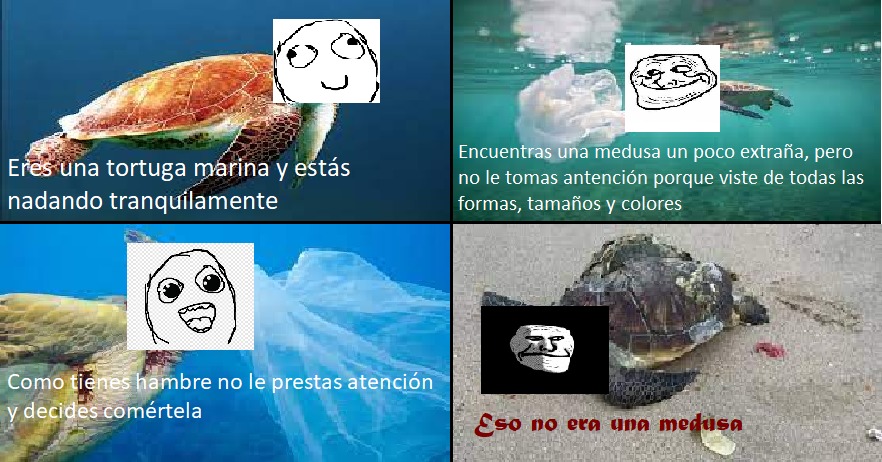 Eres una tortuga marina y estás
nadando tranquilamente
Encuentras una medusa un poco extraña, pero
no le tomas antención porque viste de todas las
formas, tamaños y colores
Como tienes hambre no le prestas atención
y decides comértela
Eso no era una medusa